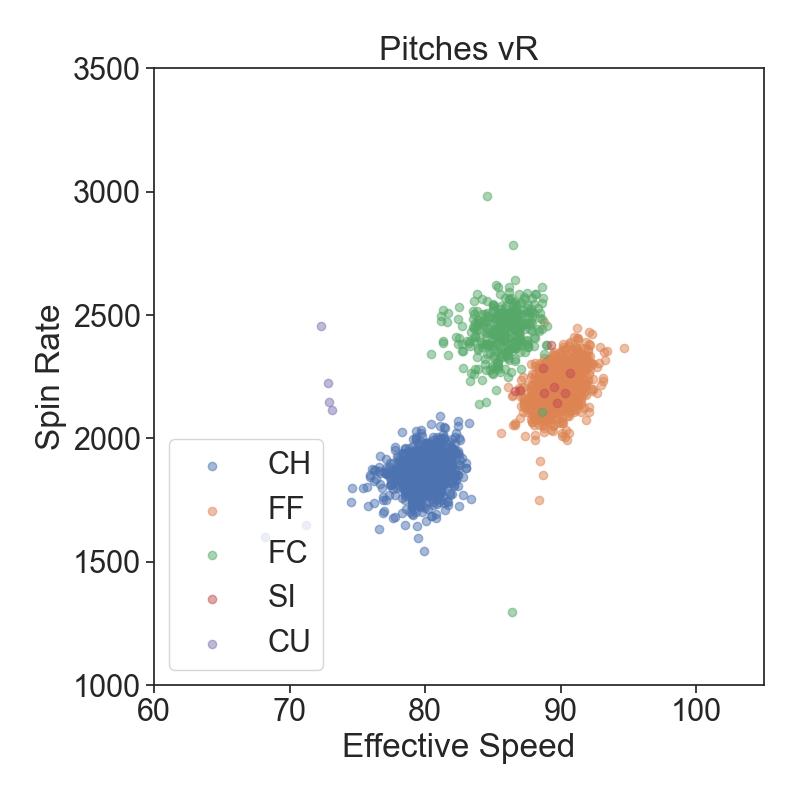 Pitches vR
3500
3000
2500
2000
1500
1000
Spin Rate
CH
FF
FC
SI
CU
60 70 80 90 100
Effective Speed